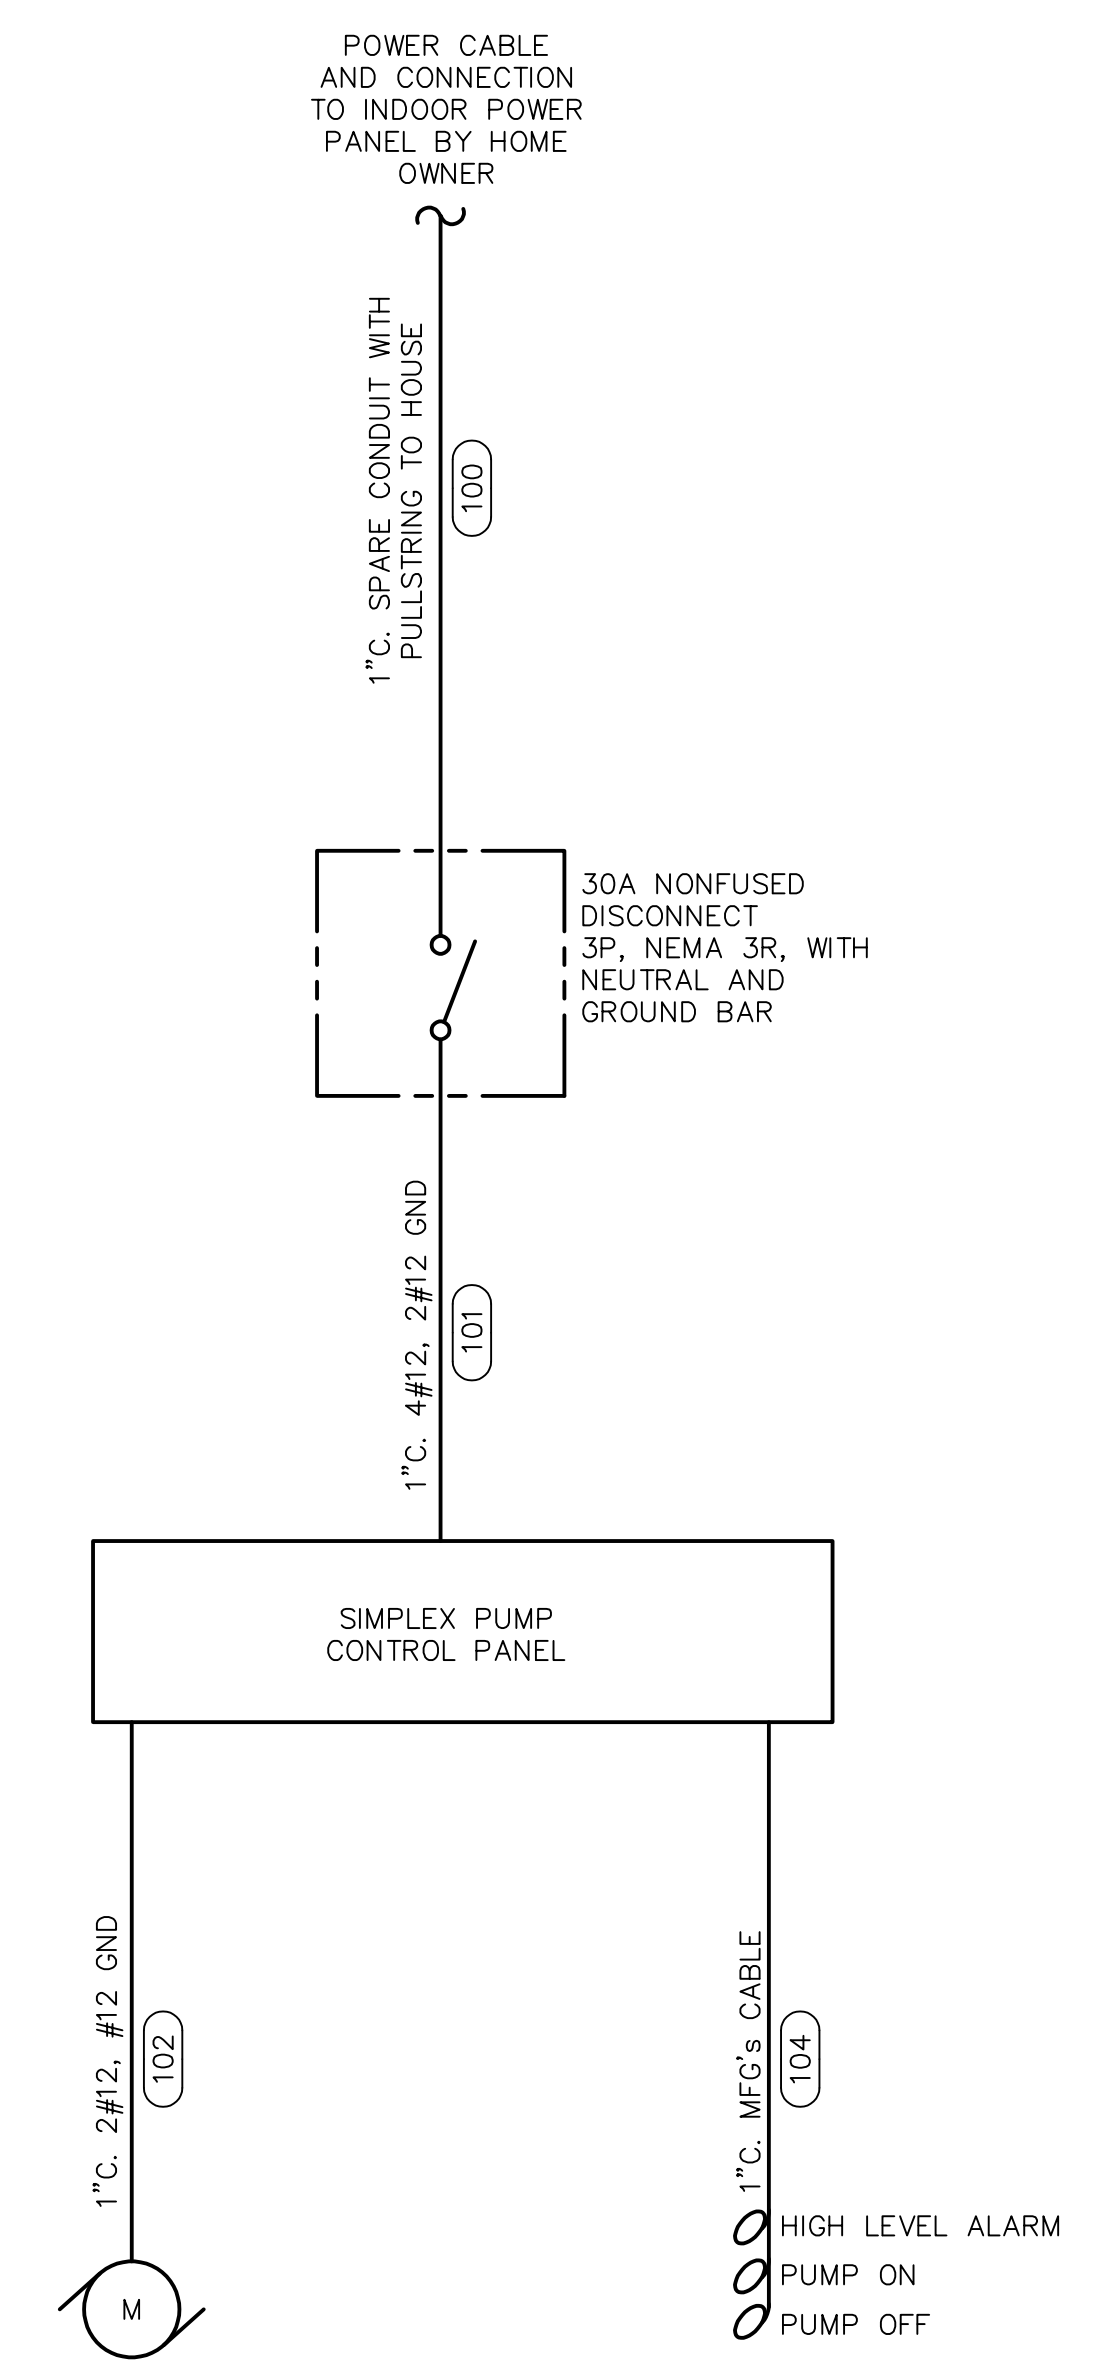 POWER CABLE
AND CONNECTION
TO INDOOR POWER
PANEL BY HOME
OWNER
1"C. SPARE CONDUIT WITH
PULLSTRING TO HOUSE
100
30A NONFUSED
DISCONNECT
3P, NEMA 3R, WITH
NEUTRAL AND
GROUND BAR
1"C. 4#12, 2#12 GND
101
SIMPLEX PUMP
CONTROL PANEL
1"C. 2#12, #12 GND
102
1"C. MFG's CABLE
104
HIGH LEVEL ALARM
PUMP ON
PUMP OFF
M